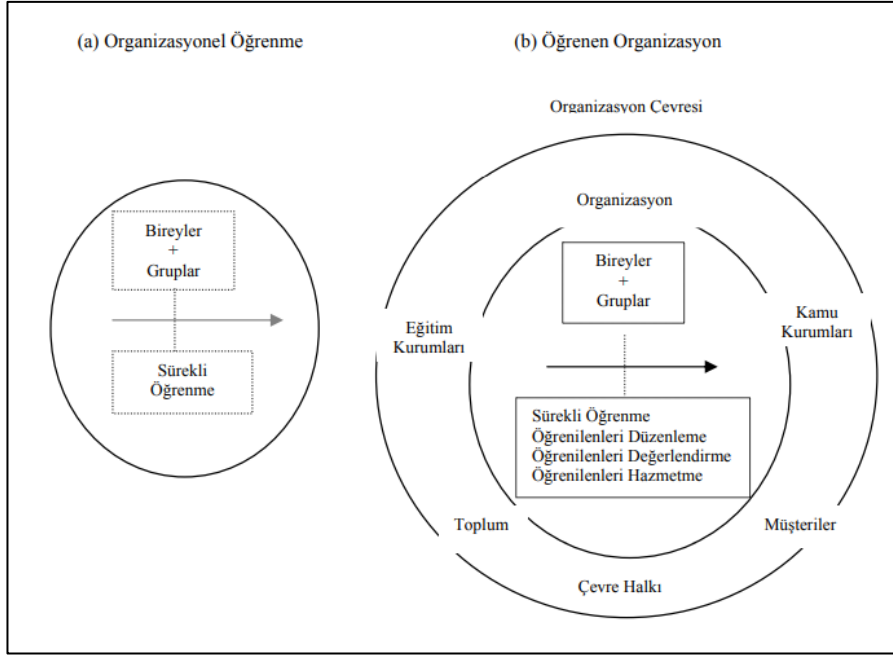 (a) Organizasyonel Öğrenme
Bireyler
+
Gruplar
Sürekli
Öğrenme
(b) Öğrenen Organizasyon
Organizasyon Çevresi
Organizasyon
Bireyler
+
Gruplar
Eğitim
Kurumları
Kamu
Kurumları
Sürekli Öğrenme
Öğrenilenleri Düzenleme
Öğrenilenleri Değerlendirme
Öğrenilenleri Hazmetme
Toplum
Müşteriler
Çevre Halkı